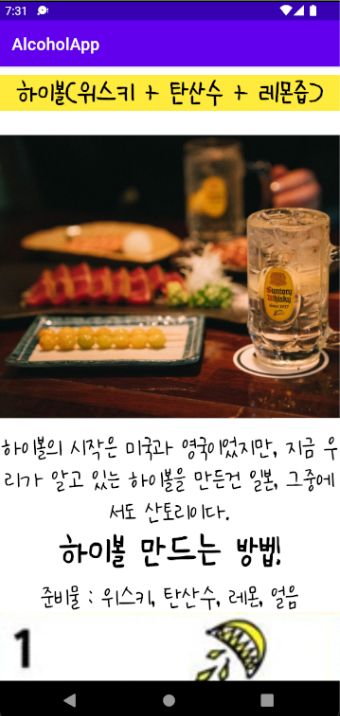 7:31
AlcoholApp
하이볼(위스키 + 탄산수 + 레몬즙)
Suntory
Whisky
하이볼의 시작은 미국과 영국이었지만, 지금 우
리가 알고 있는 하이볼을 만든건 일본, 그중에
서도 산토리이다.
하이볼 만드는 방법!
준비물 : 위스키, 탄산수, 레몬, 얼음
1